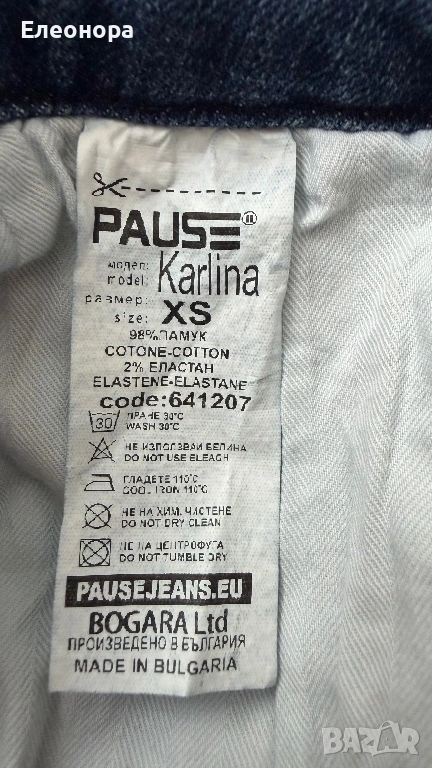 Елеонора
PAUSE®
модел:
model: Karlina
размер:
size: XS
98% ПАМУК
COTONE-COTTON
2% ЕЛАСТАН
ELASTENE-ELASTANE
code:641207
30 ПРАНЕ 30°C
WASH 30°C
НЕ ИЗПОЛЗВАЙ БЕЛИНА
DO NOT USE BLEACH
ГЛАДЕТЕ 110°C
COOL IRON 110°C
НЕ НА ХИМ. ЧИСТЕНЕ
DO NOT DRY CLEAN
НЕ НА ЦЕНТРОФУГА
DO NOT TUMBLE DRY
PAUSEJEANS.EU
BOGARA Ltd
ПРОИЗВЕДЕНО В БЪЛГАРИЯ
MADE IN BULGARIA
BAZAR